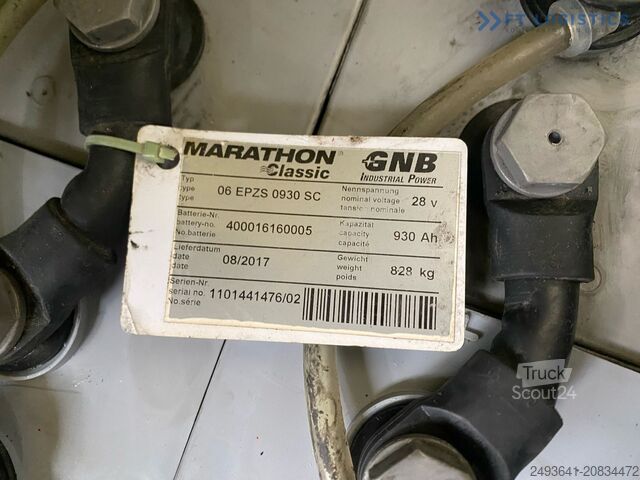 FT LOGISTICS
MARATHON Classic
GNB INDUSTRIAL POWER
Typ
type
type
06 EPZS 0930 SC
Nennspannung
nominal voltage
tension nominale
28 v
Batterie-Nr.
battery-no.
No.batterie
400016160005
Kapazität
capacity
capacité
930 Ah
Lieferdatum
date
date
08/2017
Gewicht
weight
poids
828 kg
Serien-Nr
serial no.
No.série
1101441476/02
Truck
Scout24
2493641-20834472